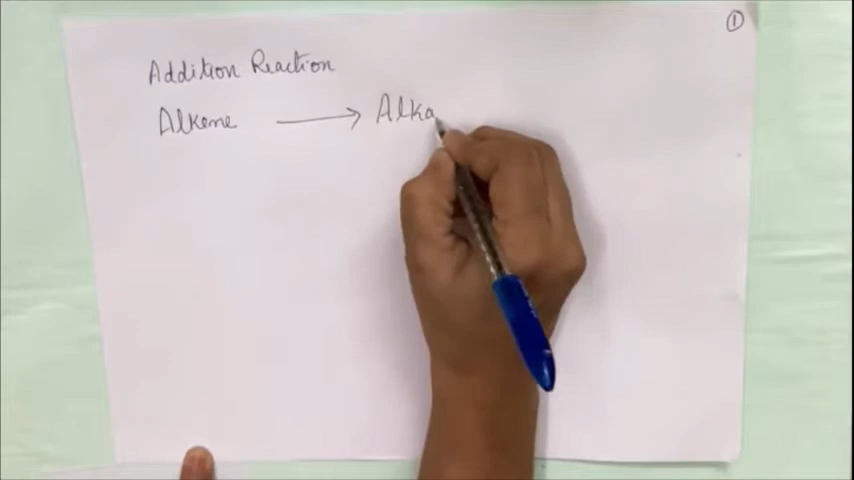 ①
Addition Reaction
Alkene → Alka